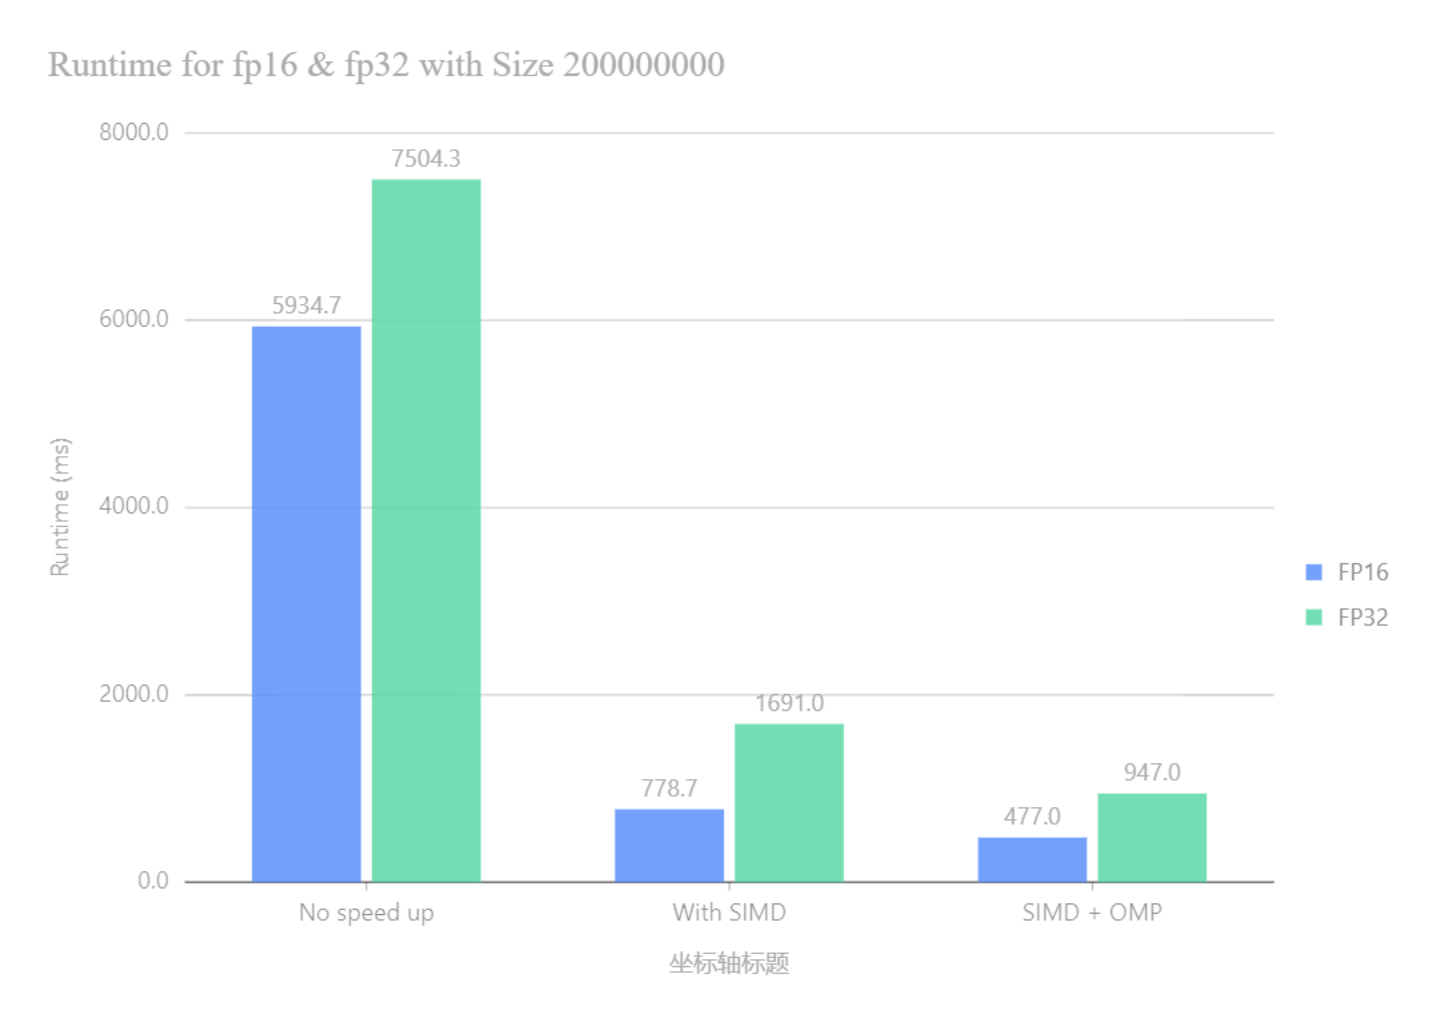 Runtime for fp16 & fp32 with Size 200000000
8000.0
7504.3
5934.7
6000.0
Runtime (ms)
4000.0
FP16
FP32
2000.0
1691.0
778.7
947.0
477.0
0.0
No speed up
With SIMD
SIMD + OMP
坐标轴标题